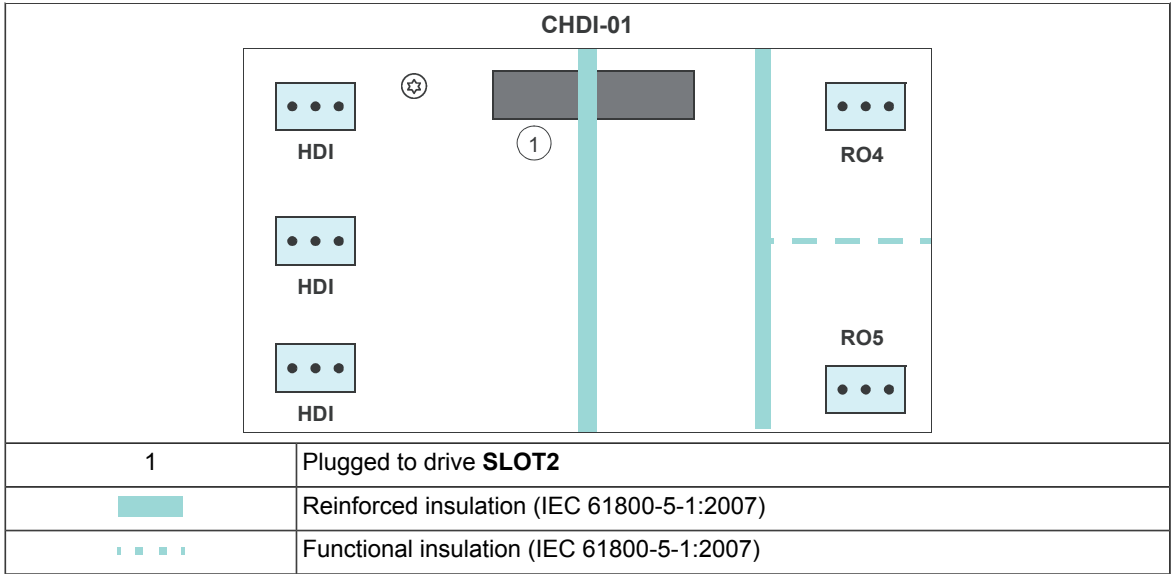 CHDI-01
HDI
1
RO4
HDI
RO5
HDI
1 Plugged to drive SLOT2
Reinforced insulation (IEC 61800-5-1:2007)
Functional insulation (IEC 61800-5-1:2007)